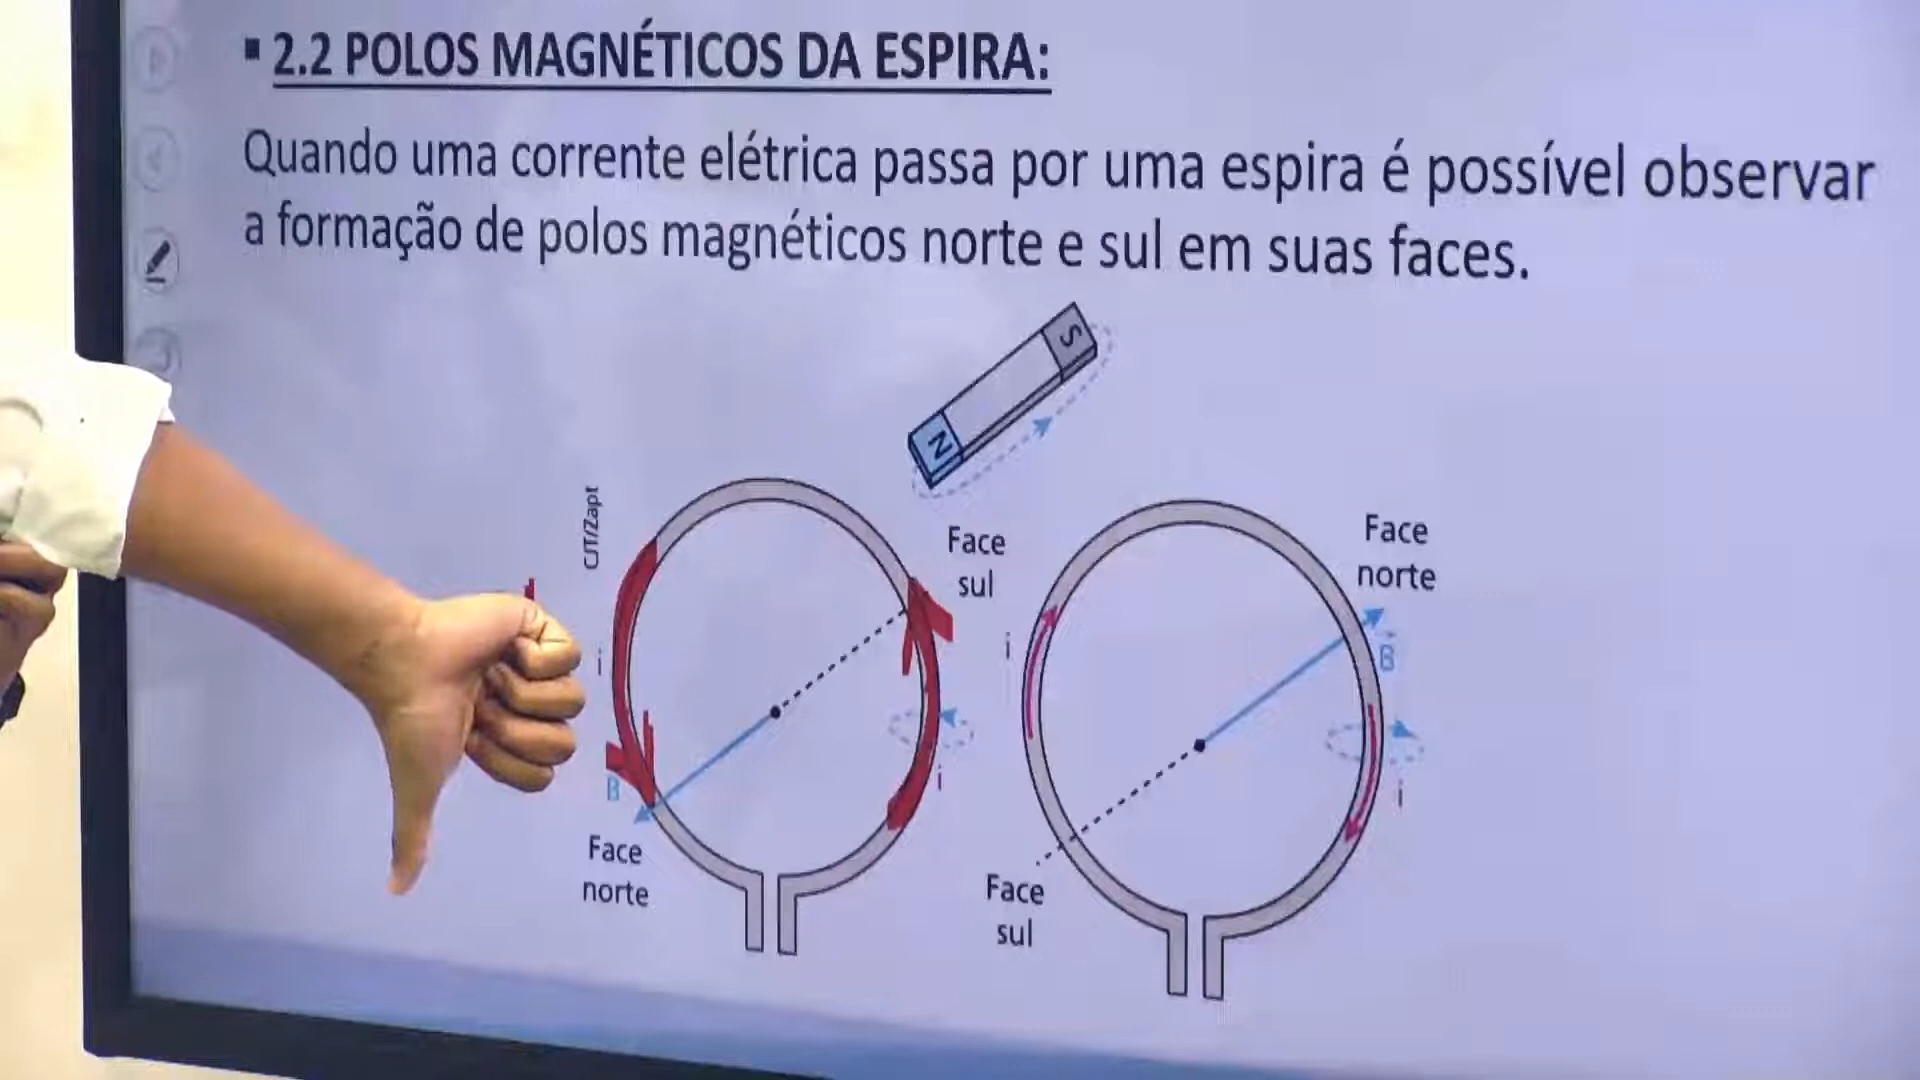 ▪ 2.2 POLOS MAGNÉTICOS DA ESPIRA:
Quando uma corrente elétrica passa por uma espira é possível observar
a formação de polos magnéticos norte e sul em suas faces.
S
N
CJT/Zapt
Face
sul
i
B
i
Face
norte
Face
norte
i
B
i
Face
sul